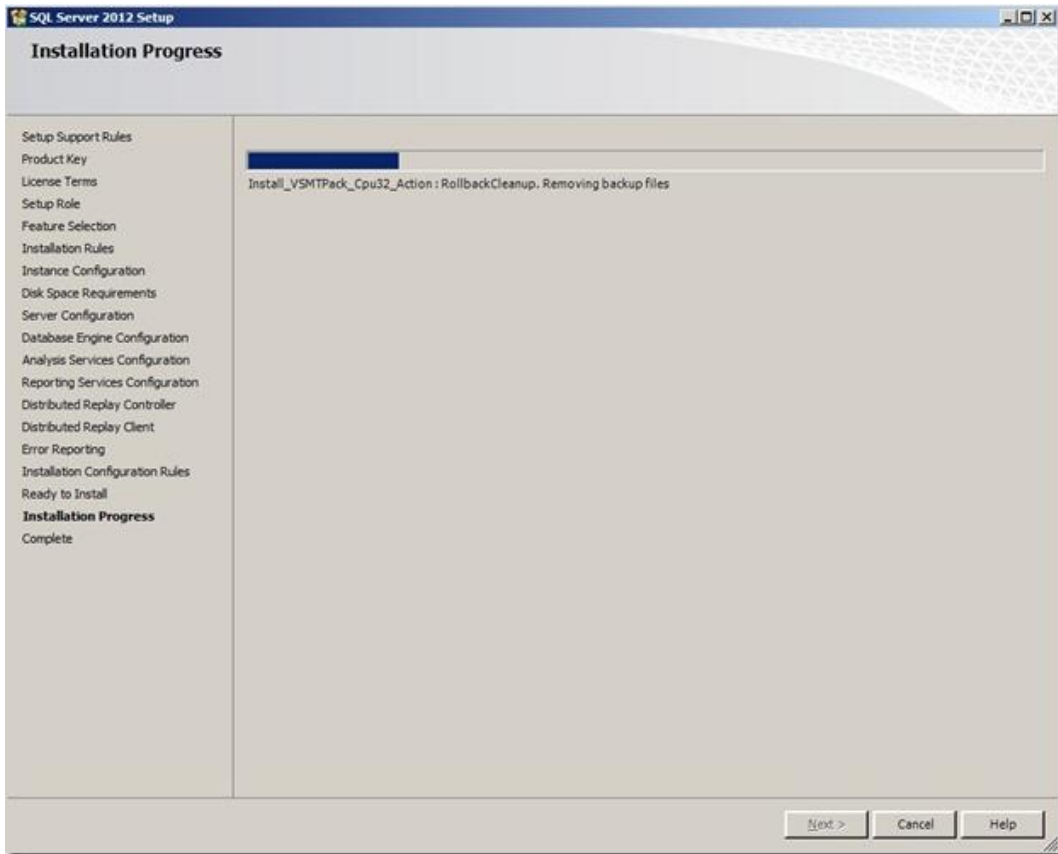 SQL Server 2012 Setup
Installation Progress
Setup Support Rules
Product Key
License Terms
Setup Role
Feature Selection
Installation Rules
Instance Configuration
Disk Space Requirements
Server Configuration
Database Engine Configuration
Analysis Services Configuration
Reporting Services Configuration
Distributed Replay Controller
Distributed Replay Client
Error Reporting
Installation Configuration Rules
Ready to Install
Installation Progress
Complete
Install_VSMTPack_Cpu32_Action : RollbackCleanup. Removing backup files
Next >
Cancel
Help